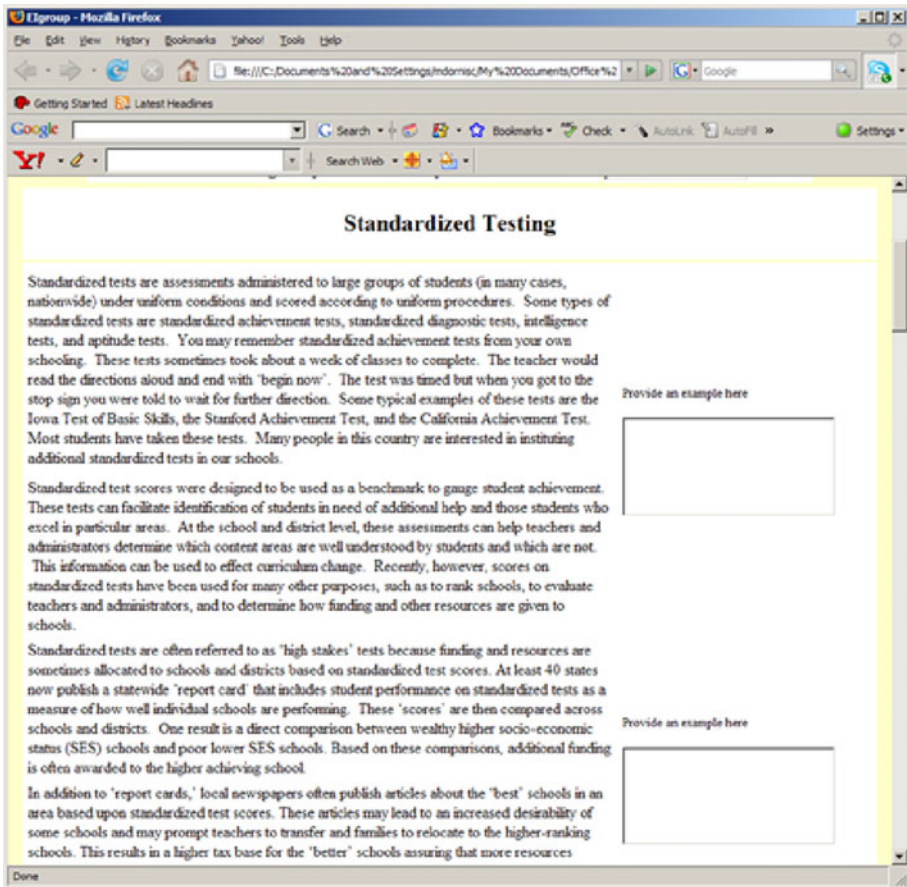 EIgroup - Mozilla Firefox
File Edit View History Bookmarks Yahoo! Tools Help
file:///C:/Documents%20and%20Settings/mdornisc/My%20Documents/Office%2
G Google
Getting Started Latest Headlines
Google G Search Bookmarks Check AutoLink AutoFill » Settings
Y! Search Web
Standardized Testing
Standardized tests are assessments administered to large groups of students (in many cases,
nationwide) under uniform conditions and scored according to uniform procedures. Some types of
standardized tests are standardized achievement tests, standardized diagnostic tests, intelligence
tests, and aptitude tests. You may remember standardized achievement tests from your own
schooling. These tests sometimes took about a week of classes to complete. The teacher would
read the directions aloud and end with "begin now". The test was timed but when you got to the
stop sign you were told to wait for further direction. Some typical examples of these tests are the
Iowa Test of Basic Skills, the Stanford Achievement Test, and the California Achievement Test.
Most students have taken these tests. Many people in this country are interested in instituting
additional standardized tests in our schools.
Provide an example here
Standardized test scores were designed to be used as a benchmark to gauge student achievement.
These tests can facilitate identification of students in need of additional help and those students who
excel in particular areas. At the school and district level, these assessments can help teachers and
administrators determine which content areas are well understood by students and which are not.
This information can be used to effect curriculum change. Recently, however, scores on
standardized tests have been used for many other purposes, such as to rank schools, to evaluate
teachers and administrators, and to determine how funding and other resources are given to
schools.
Standardized tests are often referred to as "high stakes" tests because funding and resources are
sometimes allocated to schools and districts based on standardized test scores. At least 40 states
now publish a statewide "report card" that includes student performance on standardized tests as a
measure of how well individual schools are performing. These "scores" are then compared across
schools and districts. One result is a direct comparison between wealthy higher socio-economic
status (SES) schools and poor lower SES schools. Based on these comparisons, additional funding
is often awarded to the higher achieving school.
Provide an example here
In addition to "report cards," local newspapers often publish articles about the "best" schools in an
area based upon standardized test scores. These articles may lead to an increased desirability of
some schools and may prompt teachers to transfer and families to relocate to the higher-ranking
schools. This results in a higher tax base for the "better" schools assuring that more resources
Done